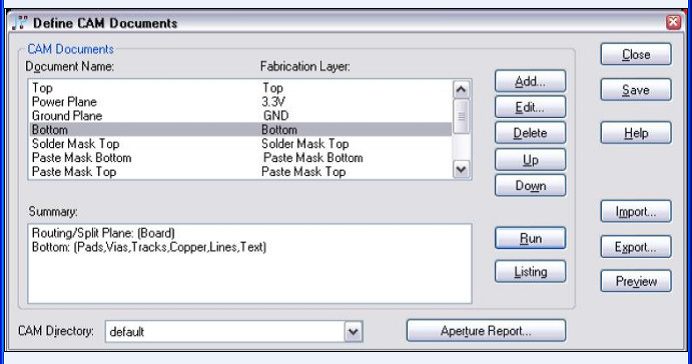 Define CAM Documents
CAM Documents
Document Name: Fabrication Layer:
Top Top
Power Plane 3.3V
Ground Plane GND
Bottom Bottom
Solder Mask Top Solder Mask Top
Paste Mask Bottom Paste Mask Bottom
Paste Mask Top Paste Mask Top
Add...
Edit...
Delete
Up
Down
Close
Save
Help
Summary:
Routing/Split Plane: (Board)
Bottom: (Pads,Vias,Tracks,Copper,Lines,Text)
Run
Listing
Import...
Export...
Preview
CAM Directory: default
Aperture Report...